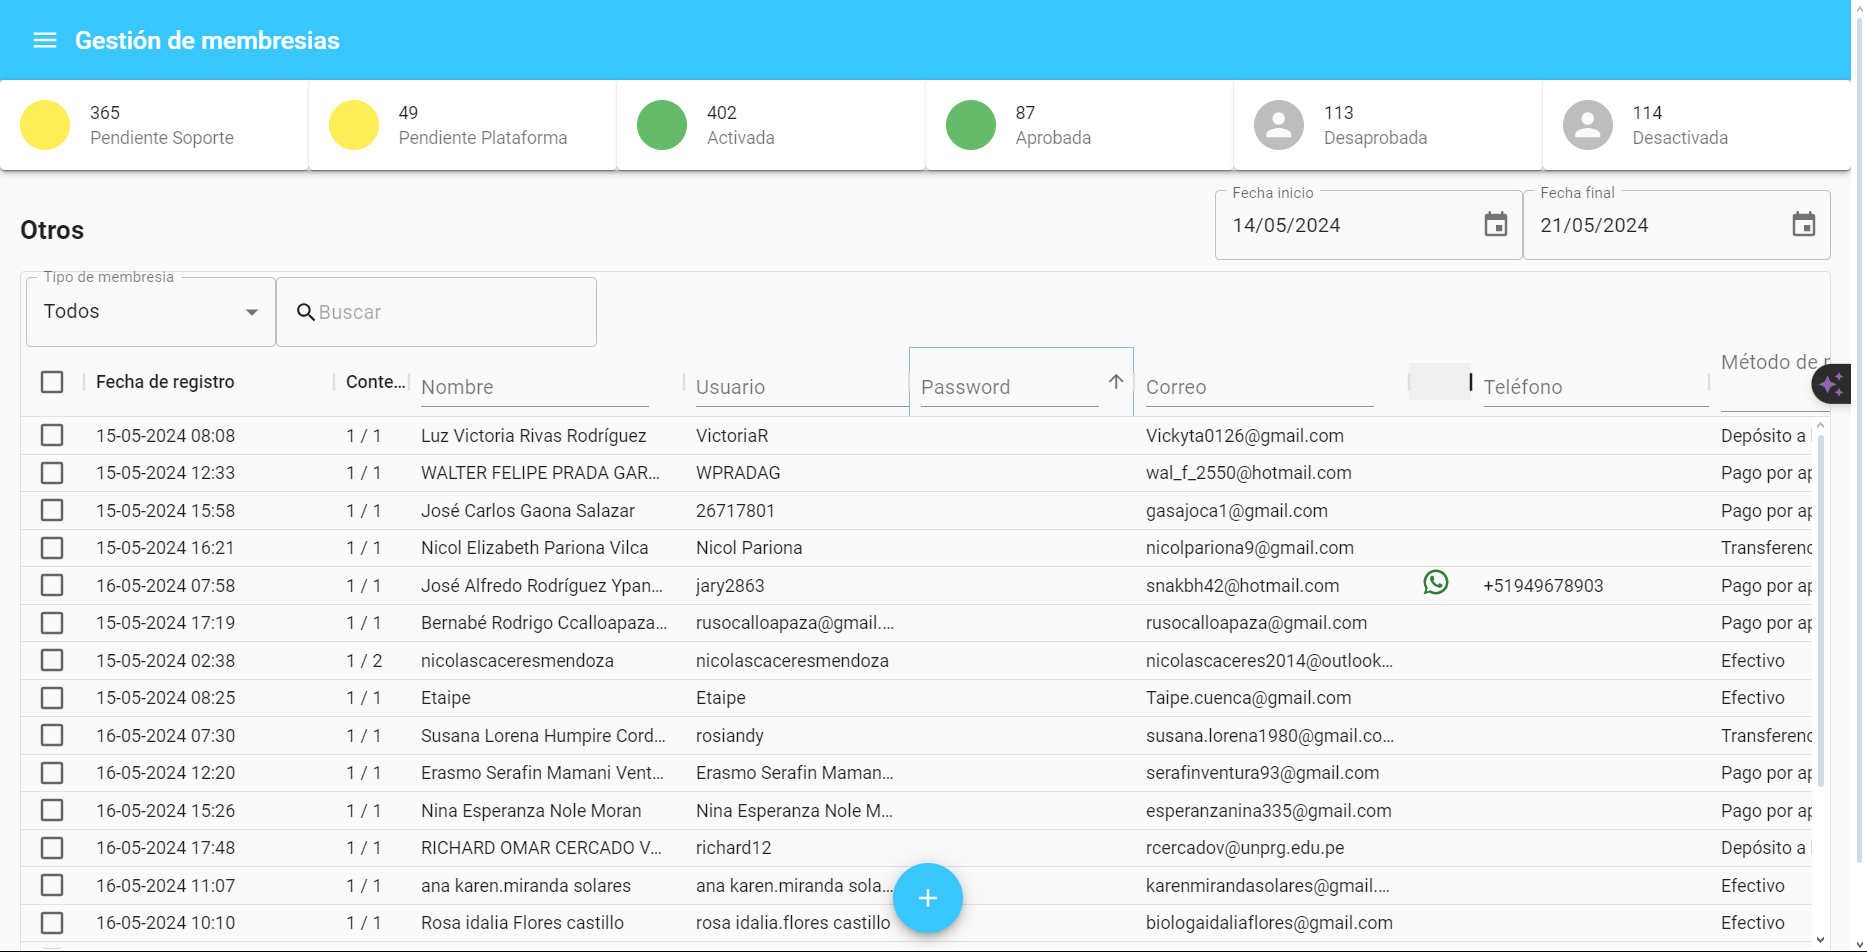 Gestión de membresias
365
Pendiente Soporte
49
Pendiente Plataforma
402
Activada
87
Aprobada
113
Desaprobada
114
Desactivada
Otros
Fecha inicio
14/05/2024
Fecha final
21/05/2024
Tipo de membresia
Todos
Buscar
Fecha de registro Conte... Nombre Usuario Password Correo Teléfono Método de
15-05-2024 08:08 1 / 1 Luz Victoria Rivas Rodríguez VictoriaR Vickyta0126@gmail.com Depósito a
15-05-2024 12:33 1 / 1 WALTER FELIPE PRADA GAR... WPRADAG wal_f_2550@hotmail.com Pago por ap
15-05-2024 15:58 1 / 1 José Carlos Gaona Salazar 26717801 gasajoca1@gmail.com Pago por ap
15-05-2024 16:21 1 / 1 Nicol Elizabeth Pariona Vilca Nicol Pariona nicolpariona9@gmail.com Transferenc
16-05-2024 07:58 1 / 1 José Alfredo Rodríguez Ypan... jary2863 snakbh42@hotmail.com +51949678903 Pago por ap
15-05-2024 17:19 1 / 1 Bernabé Rodrigo Ccalloapaza... rusocalloapaza@gmail.... rusocalloapaza@gmail.com Pago por ap
15-05-2024 02:38 1 / 2 nicolascaceresmendoza nicolascaceresmendoza nicolascaceres2014@outlook... Efectivo
15-05-2024 08:25 1 / 1 Etaipe Etaipe Taipe.cuenca@gmail.com Efectivo
16-05-2024 07:30 1 / 1 Susana Lorena Humpire Cord... rosiandy susana.lorena1980@gmail.co... Transferenc
16-05-2024 12:20 1 / 1 Erasmo Serafin Mamani Vent... Erasmo Serafin Maman... serafinventura93@gmail.com Pago por ap
16-05-2024 15:26 1 / 1 Nina Esperanza Nole Moran Nina Esperanza Nole M... esperanzanina335@gmail.com Pago por ap
16-05-2024 17:48 1 / 1 RICHARD OMAR CERCADO V... richard12 rcercadov@unprg.edu.pe Depósito a
16-05-2024 11:07 1 / 1 ana karen.miranda solares ana karen.miranda sola... karenmirandasolares@gmail.... Efectivo
16-05-2024 10:10 1 / 1 Rosa idalia Flores castillo rosa idalia.flores castillo biologaidaliaflores@gmail.com Efectivo